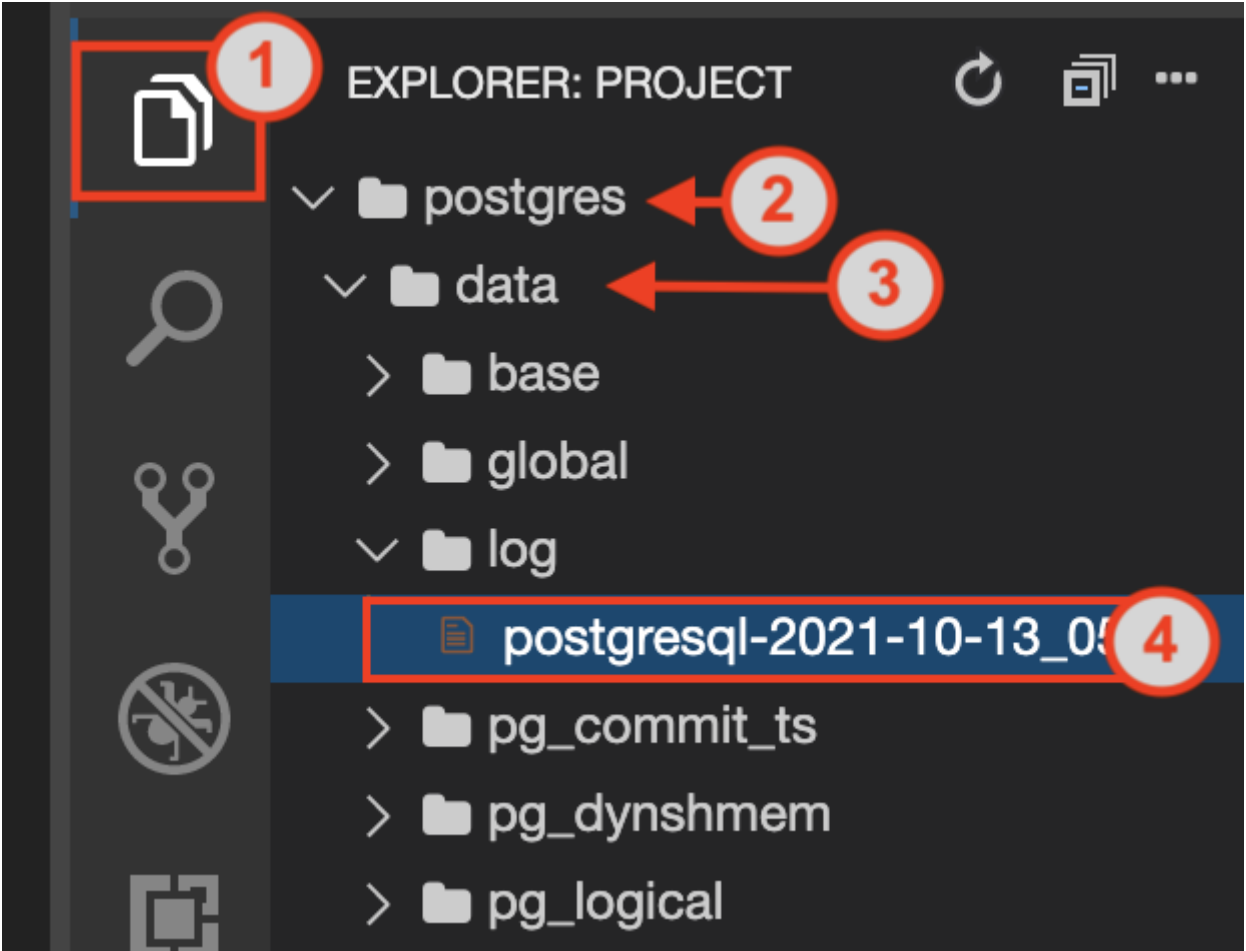 1
EXPLORER: PROJECT
postgres 2
data 3
base
global
log
postgresql-2021-10-13_05 4
pg_commit_ts
pg_dynshmem
pg_logical